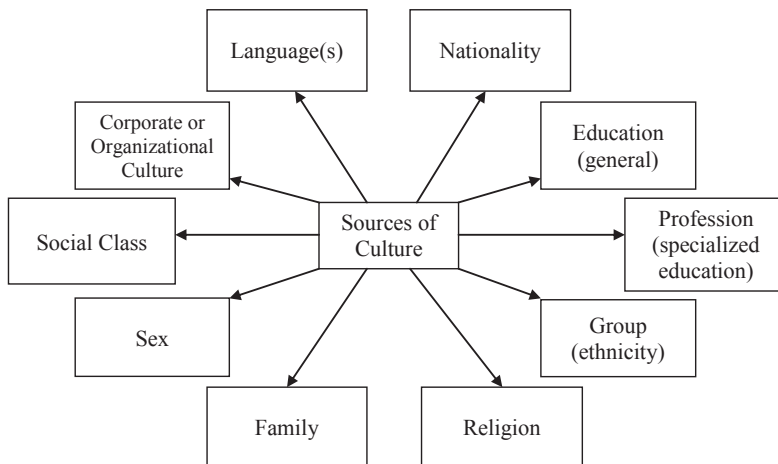 Language(s)
Nationality
Corporate or
Organizational
Culture
Education
(general)
Social Class
Sources of
Culture
Profession
(specialized
education)
Sex
Group
(ethnicity)
Family
Religion